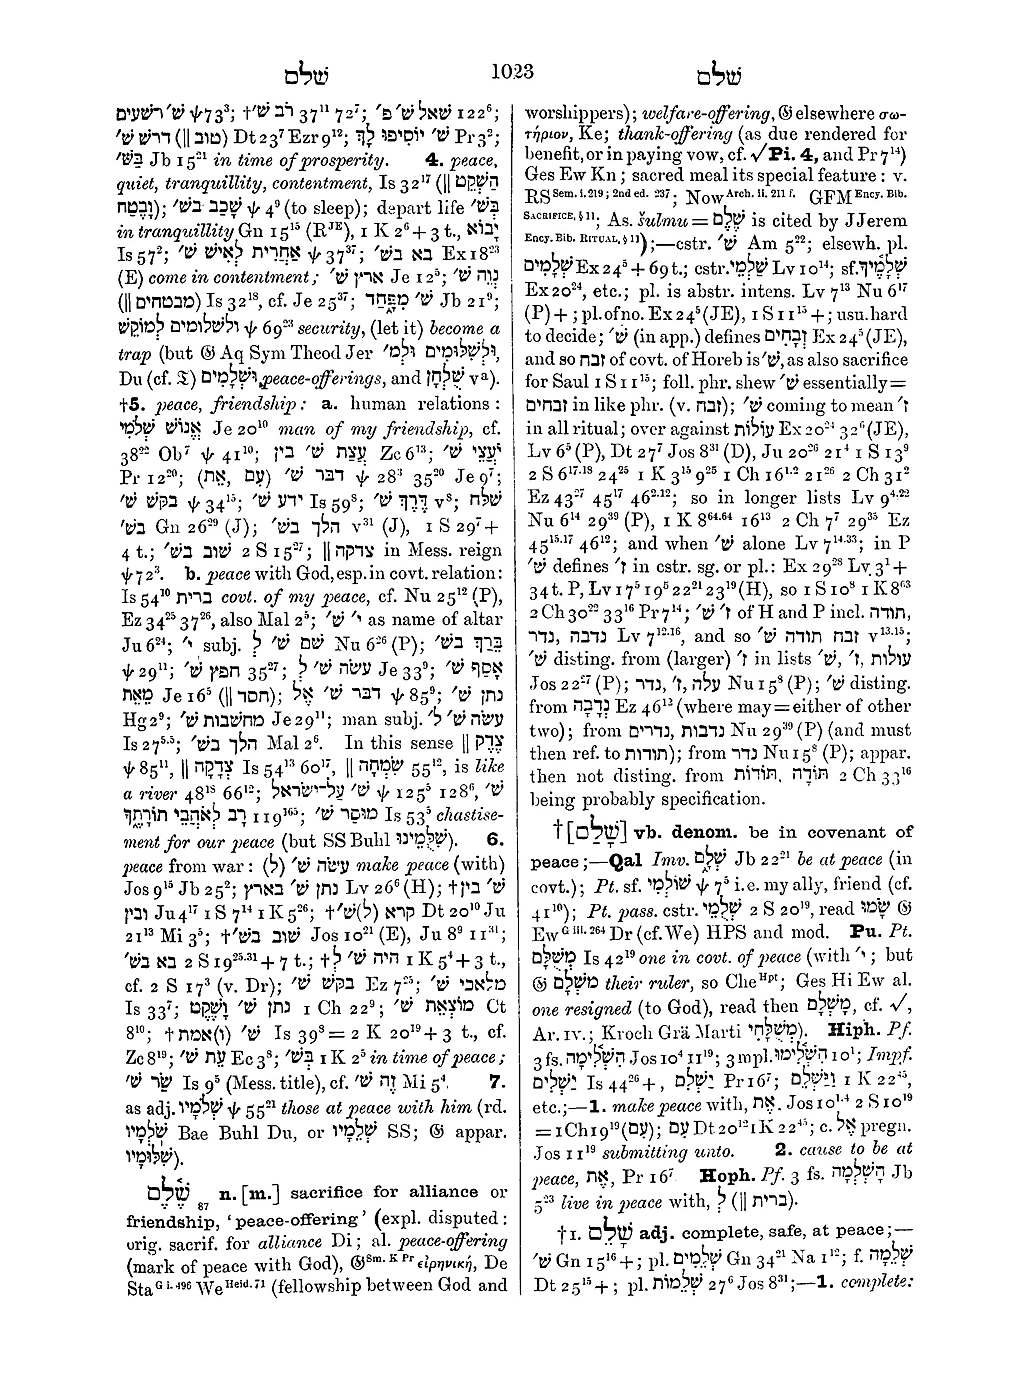 שלם 1023 שלם
ש׳ רשעים ψ 73³; †רֹב ש׳ 37¹¹ 72⁷; שאל ש׳ פ׳ 122⁶;
דרשׁ ש׳ (|| טוב) Dt 23⁷ Ezr 9¹²; ש׳ יוֹסִיפוּ לָךְ Pr 3²;
בְּשׁ׳ Jb 15²¹ in time of prosperity. 4. peace,
quiet, tranquillity, contentment, Is 32¹⁷ (|| הַשְׁקֵט
וָבֶטַח); שָׁכַב בשׁ׳ ψ 4⁹ (to sleep); depart life בְּשׁ׳
in tranquillity Gn 15¹⁵ (Rᴶᴱ), 1 K 2⁶ + 3 t., יָבוֹא
Is 57²; אַחֲרִית לְאִישׁ שׁ׳ ψ 37³⁷; בא בשׁ׳ Ex 18²³
(E) come in contentment; ארץ שׁ׳ Je 12⁵; נְוֵה שׁ׳
(|| מבטחים) Is 32¹⁸, cf. Je 25³⁷; שׁ׳ מִפָּחַד Jb 21⁹;
ולשלומים לְמוֹקֵשׁ ψ 69²³ security, (let it) become a
trap (but 𝔊 Aq Sym Theod Jer וּלְשִׁלּוּמִים וּלְמ׳,
Du (cf. 𝔗) וּשְׁלָמִים, peace-offerings, and שֻׁלְחָן vᵃ).
†5. peace, friendship: a. human relations:
אֱנוֹשׁ שְׁלֹמִי Je 20¹⁰ man of my friendship, cf.
38²² Ob⁷ ψ 41¹⁰; עֲצַת שׁ׳ בין Zc 6¹³; יֹעֲצֵי שׁ׳
Pr 12²⁰; דבר שׁ׳ (עִם, אֵת) ψ 28³ 35²⁰ Je 9⁷;
בקשׁ שׁ׳ ψ 34¹⁵; ידע שׁ׳ Is 59⁸; דֶּרֶךְ שׁ׳ v⁸; שׁלח
בשׁ׳ Gn 26²⁹ (J); הלך בשׁ׳ v³¹ (J), 1 S 29⁷ +
4 t.; שוב בשׁ׳ 2 S 15²⁷; || צדקה in Mess. reign
ψ 72³. b. peace with God, esp. in covt. relation:
Is 54¹⁰ ברית covt. of my peace, cf. Nu 25¹² (P),
Ez 34²⁵ 37²⁶, also Mal 2⁵; י׳ שׁ׳ as name of altar
Ju 6²⁴; י׳ subj. שׂם שׁ׳ לְ Nu 6²⁶ (P); בֵּרַךְ בשׁ׳
ψ 29¹¹; חפץ שׁ׳ 35²⁷; עשׂה שׁ׳ לְ Je 33⁹; אָסַף שׁ׳
מֵאֵת Je 16⁵ (|| חסד); דבר שׁ׳ אֶל ψ 85⁹; נתן שׁ׳
Hg 2⁹; מחשבות שׁ׳ Je 29¹¹; man subj. עשׂה שׁ׳ ל׳
Is 27⁵·⁵; הלך בשׁ׳ Mal 2⁶. In this sense || צֶדֶק
ψ 85¹¹, || צְדָקָה Is 54¹³ 60¹⁷, || שִׂמְחָה 55¹², is like
a river 48¹⁸ 66¹²; שׁ׳ עַל־יִשׂראל ψ 125⁵ 128⁶, שׁ׳
רָב לְאֹהֲבֵי תוֹרָתֶךָ 119¹⁶⁵; מוּסַר שׁ׳ Is 53⁵ chastise-
ment for our peace (but SS Buhl שִׁלֻּמֵינוּ). 6.
peace from war: עשׂה שׁ׳ (לְ) make peace (with)
Jos 9¹⁵ Jb 25²; נתן שׁ׳ בארץ Lv 26⁶ (H); †שׁ׳ בין
ובין Ju 4¹⁷ 1 S 7¹⁴ 1 K 5²⁶; †קרא (ל)שׁ׳ Dt 20¹⁰ Ju
21¹³ Mi 3⁵; †שוב בשׁ׳ Jos 10²¹ (E), Ju 8⁹ 11³¹;
בא בשׁ׳ 2 S 19²⁵·³¹ + 7 t.; †היה שׁ׳ לְ 1 K 5⁴ + 3 t.,
cf. 2 S 17³ (v. Dr); בקשׁ שׁ׳ Ez 7²⁵; מלאכי שׁ׳
Is 33⁷; נתן שׁ׳ וָשֶׁקֶט 1 Ch 22⁹; מוֹצְאֵת שׁ׳ Ct
8¹⁰; †שׁ׳ (ו)אמת Is 39⁸ = 2 K 20¹⁹ + 3 t., cf.
Zc 8¹⁹; עֵת שׁ׳ Ec 3⁸; בְּשׁ׳ 1 K 2⁵ in time of peace;
שַׂר שׁ׳ Is 9⁵ (Mess. title), cf. זֶה שׁ׳ Mi 5⁴. 7.
as adj. שְׁלֹמָיו ψ 55²¹ those at peace with him (rd.
שֹׁלְמָיו Bae Buhl Du, or שְׁלֵמָיו SS; 𝔊 appar.
שִׁלּוּמָיו).
שֶׁ֫לֶם₈₇ n. [m.] sacrifice for alliance or
friendship, ‘peace-offering’ (expl. disputed:
orig. sacrif. for alliance Di; al. peace-offering
(mark of peace with God), 𝔊Sm. K Pr εἰρηνική, De
Sta G i. 496 We Heid. 71 (fellowship between God and
worshippers); welfare-offering, 𝔊 elsewhere σω-
τήριον, Ke; thank-offering (as due rendered for
benefit, or in paying vow, cf. √Pi. 4, and Pr 7¹⁴)
Ges Ew Kn; sacred meal its special feature: v.
RS Sem. i. 219; 2nd ed. 237; Now Arch. ii. 211 f. GFM Ency. Bib.
SACRIFICE, § 11; As. šulmu = שֶׁלֶם is cited by JJerem
Ency. Bib. RITUAL, § 11);—cstr. שׁ׳ Am 5²²; elsewh. pl.
שְׁלָמִים Ex 24⁵ + 69 t.; cstr. שַׁלְמֵי Lv 10¹⁴; sf. שְׁלָמֶיךָ
Ex 20²⁴, etc.; pl. is abstr. intens. Lv 7¹³ Nu 6¹⁷
(P) + ; pl. of no. Ex 24⁵ (JE), 1 S 11¹⁵ + ; usu. hard
to decide; שׁ׳ (in app.) defines זְבָחִים Ex 24⁵ (JE),
and so זבח of covt. of Horeb is שׁ׳, as also sacrifice
for Saul 1 S 11¹⁵; foll. phr. shew שׁ׳ essentially =
זבחים in like phr. (v. זבח); שׁ׳ coming to mean ז׳
in all ritual; over against עוֹלוֹת Ex 20²⁴ 32⁶ (JE),
Lv 6⁵ (P), Dt 27⁷ Jos 8³¹ (D), Ju 20²⁶ 21⁴ 1 S 13⁹
2 S 6¹⁷·¹⁸ 24²⁵ 1 K 3¹⁵ 9²⁵ 1 Ch 16¹·² 21²⁶ 2 Ch 31²
Ez 43²⁷ 45¹⁷ 46²·¹²; so in longer lists Lv 9⁴·²²
Nu 6¹⁴ 29³⁹ (P), 1 K 8⁶⁴·⁶⁴ 16¹³ 2 Ch 7⁷ 29³⁵ Ez
45¹⁵·¹⁷ 46¹²; and when שׁ׳ alone Lv 7¹⁴·³³; in P
שׁ׳ defines ז׳ in cstr. sg. or pl.: Ex 29²⁸ Lv 3¹ +
34 t. P, Lv 17⁵ 19⁵ 22²¹ 23¹⁹ (H), so 1 S 10⁸ 1 K 8⁶³
2 Ch 30²² 33¹⁶ Pr 7¹⁴; ז׳ שׁ׳ of H and P incl. תודה,
נדבה, נדר Lv 7¹²·¹⁶, and so זבח תודה שׁ׳ v¹³·¹⁵;
שׁ׳ disting. from (larger) ז׳ in lists עולות, ז׳, שׁ׳
Jos 22²⁷ (P); עלה, ז׳, נדר Nu 15⁸ (P); שׁ׳ disting.
from נְדָבָה Ez 46¹² (where may = either of other
two); from נדבות, נדרים Nu 29³⁹ (P) (and must
then ref. to תודות); from נדר Nu 15⁸ (P); appar.
then not disting. from תּוֹדָה, תודות 2 Ch 33¹⁶
being probably specification.
†[שָׁלַם] vb. denom. be in covenant of
peace;—Qal Imv. שְׁלָם Jb 22²¹ be at peace (in
covt.); Pt. sf. שׁוֹלְמִי ψ 7⁵ i.e. my ally, friend (cf.
41¹⁰); Pt. pass. cstr. שְׁלֻמֵי 2 S 20¹⁹, read שָׂמוּ 𝔊
Ew G iii. 264 Dr (cf. We) HPS and mod. Pu. Pt.
מְשֻׁלָּם Is 42¹⁹ one in covt. of peace (with י׳; but
𝔊 מֹשְׁלָם their ruler, so Che Hpt; Ges Hi Ew al.
one resigned (to God), read then מָשְׁלָם, cf. √,
Ar. IV.; Kroch Grä Marti מְשֻׁלָּחִי). Hiph. Pf.
3 fs. הִשְׁלִימָה Jos 10⁴ 11¹⁹; 3 mpl. הִשְׁלִימוּ 10¹; Impf.
יַשְׁלִים Is 44²⁶ +, יַשְׁלִם Pr 16⁷; וַיַּשְׁלֵם 1 K 22⁴⁵,
etc.;—1. make peace with, אֵת, Jos 10¹·⁴ 2 S 10¹⁹
= 1 Ch 19¹⁹ (עִם); עִם Dt 20¹² 1 K 22⁴⁵; c. אֶל pregn.
Jos 11¹⁹ submitting unto. 2. cause to be at
peace, אֵת, Pr 16⁷. Hoph. Pf. 3 fs. הָשְׁלְמָה Jb
5²³ live in peace with, לְ (|| ברית).
†I. שָׁלֵם adj. complete, safe, at peace;—
שׁ׳ Gn 15¹⁶ + ; pl. שְׁלֵמִים Gn 34²¹ Na 1¹²; f. שְׁלֵמָה
Dt 25¹⁵ + ; pl. שְׁלֵמוֹת 27⁶ Jos 8³¹;—1. complete: